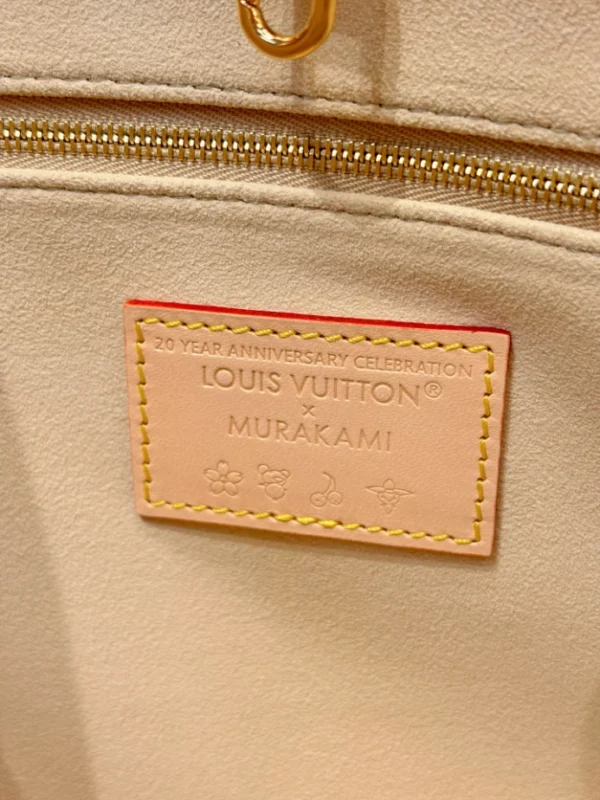 20 YEAR ANNIVERSARY CELEBRATION
LOUIS VUITTON®
×
MURAKAMI